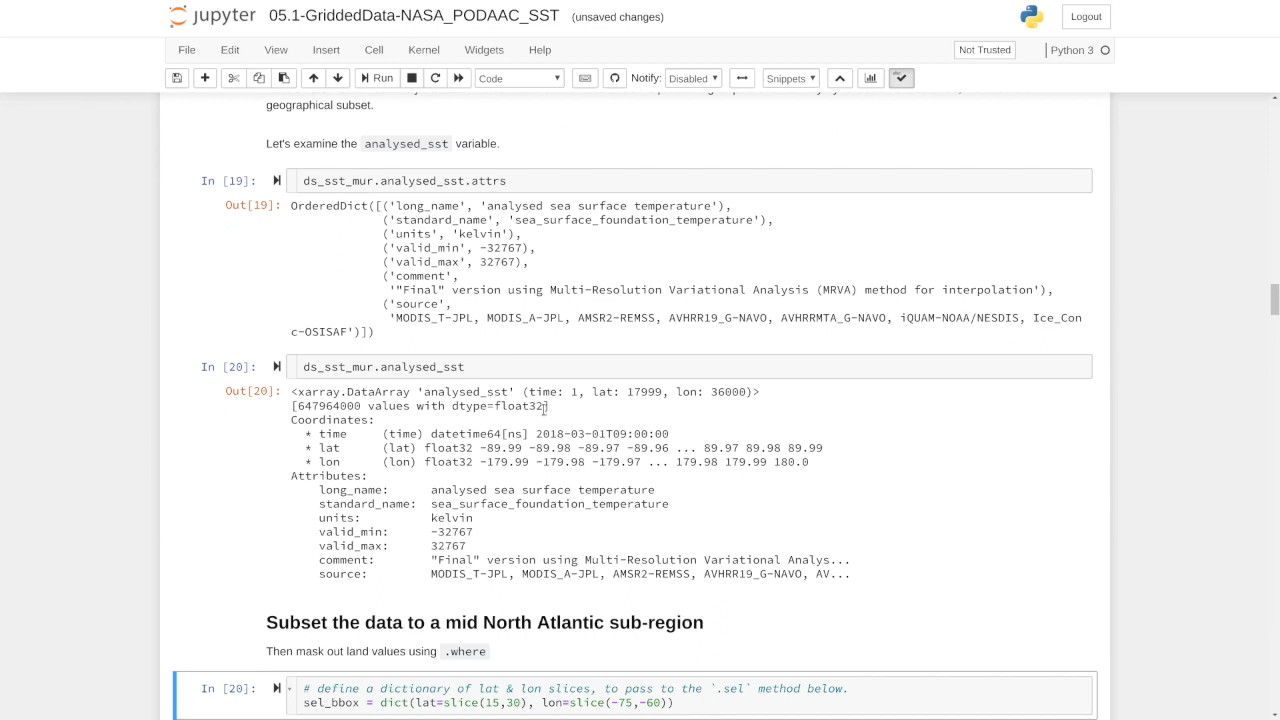 jupyter 05.1-GriddedData-NASA_PODAAC_SST (unsaved changes)
Logout
File Edit View Insert Cell Kernel Widgets Help Not Trusted Python 3
Run Code Notify: Disabled Snippets
geographical subset.
Let's examine the analysed_sst variable.
In [19]: ds_sst_mur.analysed_sst.attrs
Out[19]: OrderedDict([('long_name', 'analysed sea surface temperature'),
('standard_name', 'sea_surface_foundation_temperature'),
('units', 'kelvin'),
('valid_min', -32767),
('valid_max', 32767),
('comment',
'"Final" version using Multi-Resolution Variational Analysis (MRVA) method for interpolation'),
('source',
'MODIS_T-JPL, MODIS_A-JPL, AMSR2-REMSS, AVHRR19_G-NAVO, AVHRRMTA_G-NAVO, iQUAM-NOAA/NESDIS, Ice_Con
c-OSISAF')])
In [20]: ds_sst_mur.analysed_sst
Out[20]: <xarray.DataArray 'analysed_sst' (time: 1, lat: 17999, lon: 36000)>
[647964000 values with dtype=float32]
Coordinates:
* time (time) datetime64[ns] 2018-03-01T09:00:00
* lat (lat) float32 -89.99 -89.98 -89.97 -89.96 ... 89.97 89.98 89.99
* lon (lon) float32 -179.99 -179.98 -179.97 ... 179.98 179.99 180.0
Attributes:
long_name: analysed sea surface temperature
standard_name: sea_surface_foundation_temperature
units: kelvin
valid_min: -32767
valid_max: 32767
comment: "Final" version using Multi-Resolution Variational Analys...
source: MODIS_T-JPL, MODIS_A-JPL, AMSR2-REMSS, AVHRR19_G-NAVO, AV...
Subset the data to a mid North Atlantic sub-region
Then mask out land values using .where
In [20]: # define a dictionary of lat & lon slices, to pass to the `.sel` method below.
sel_bbox = dict(lat=slice(15,30), lon=slice(-75,-60))